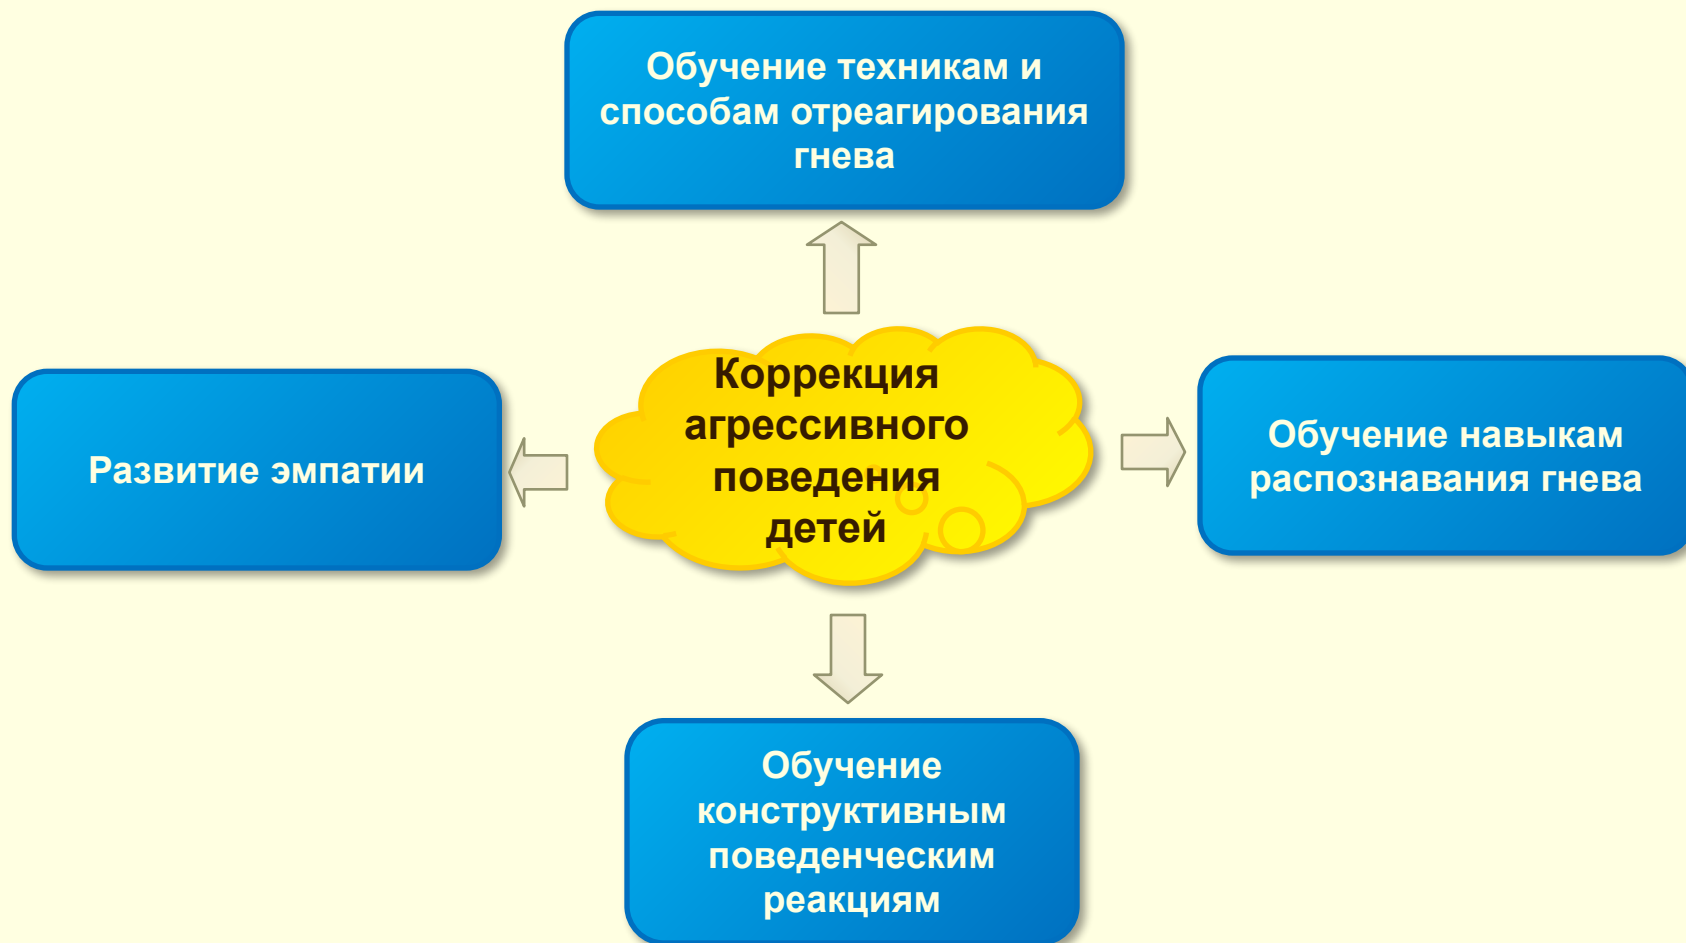 Обучение техникам и
способам отреагирования
гнева
Коррекция
агрессивного
поведения
детей
Развитие эмпатии
Обучение навыкам
распознавания гнева
Обучение
конструктивным
поведенческим
реакциям